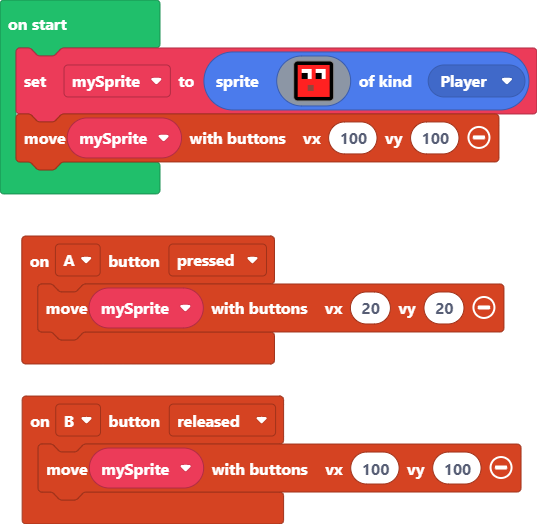 on start
set mySprite to sprite of kind Player
move mySprite with buttons vx 100 vy 100
on A button pressed
move mySprite with buttons vx 20 vy 20
on B button released
move mySprite with buttons vx 100 vy 100